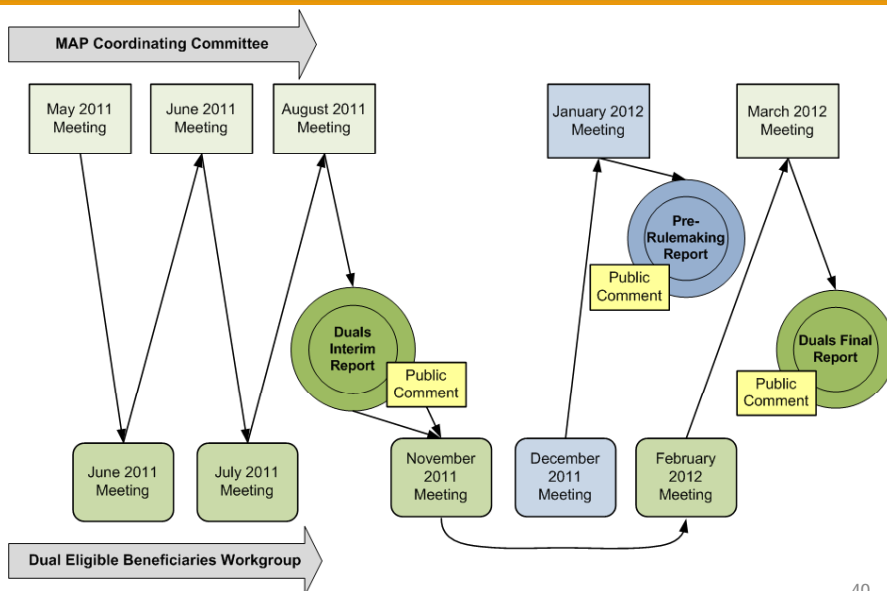 MAP Coordinating Committee
May 2011
Meeting
June 2011
Meeting
August 2011
Meeting
January 2012
Meeting
March 2012
Meeting
Pre-
Rulemaking
Report
Public
Comment
Duals
Interim
Report
Public
Comment
Duals Final
Report
Public
Comment
June 2011
Meeting
July 2011
Meeting
November
2011
Meeting
December
2011
Meeting
February
2012
Meeting
Dual Eligible Beneficiaries Workgroup
40